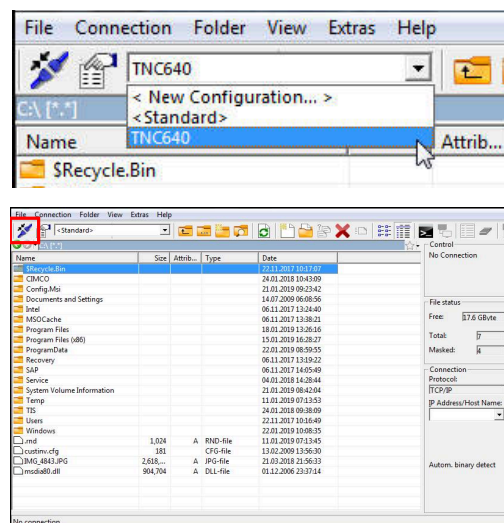 File Connection Folder View Extras Help
TNC640
C:\ [*.*]
< New Configuration... >
<Standard>
TNC640
Name Attrib...
$Recycle.Bin
File Connection Folder View Extras Help
<Standard>
C:\ [*.*]
Name Size Attrib... Type Date
$Recycle.Bin 22.11.2017 10:17:07
CIMCO 24.01.2018 10:43:09
Config.Msi 21.01.2019 09:23:42
Documents and Settings 14.07.2009 06:08:56
Intel 06.11.2017 13:24:40
MSOCache 06.11.2017 13:38:21
Program Files 18.01.2019 13:26:16
Program Files (x86) 15.01.2019 16:28:27
ProgramData 22.01.2019 08:59:55
Recovery 06.11.2017 13:19:22
SAP 06.11.2017 14:05:49
Service 04.01.2018 14:28:44
System Volume Information 21.01.2019 08:42:04
Temp 11.01.2019 07:13:53
TIS 24.01.2018 09:38:09
Users 22.11.2017 10:16:49
Windows 22.01.2019 10:08:35
.rnd 1,024 A RND-file 11.01.2019 07:13:45
custinv.cfg 181 CFG-file 13.02.2009 13:56:30
IMG_4843.JPG 2,618,... A JPG-file 21.03.2018 21:56:33
msdia80.dll 904,704 A DLL-file 01.12.2006 23:37:14
Control
No Connection
File status
Free: 17.6 GByte
Total: 7
Masked: 4
Connection
Protocol:
TCP/IP
IP Address/Host Name:
Autom. binary detect
No connection